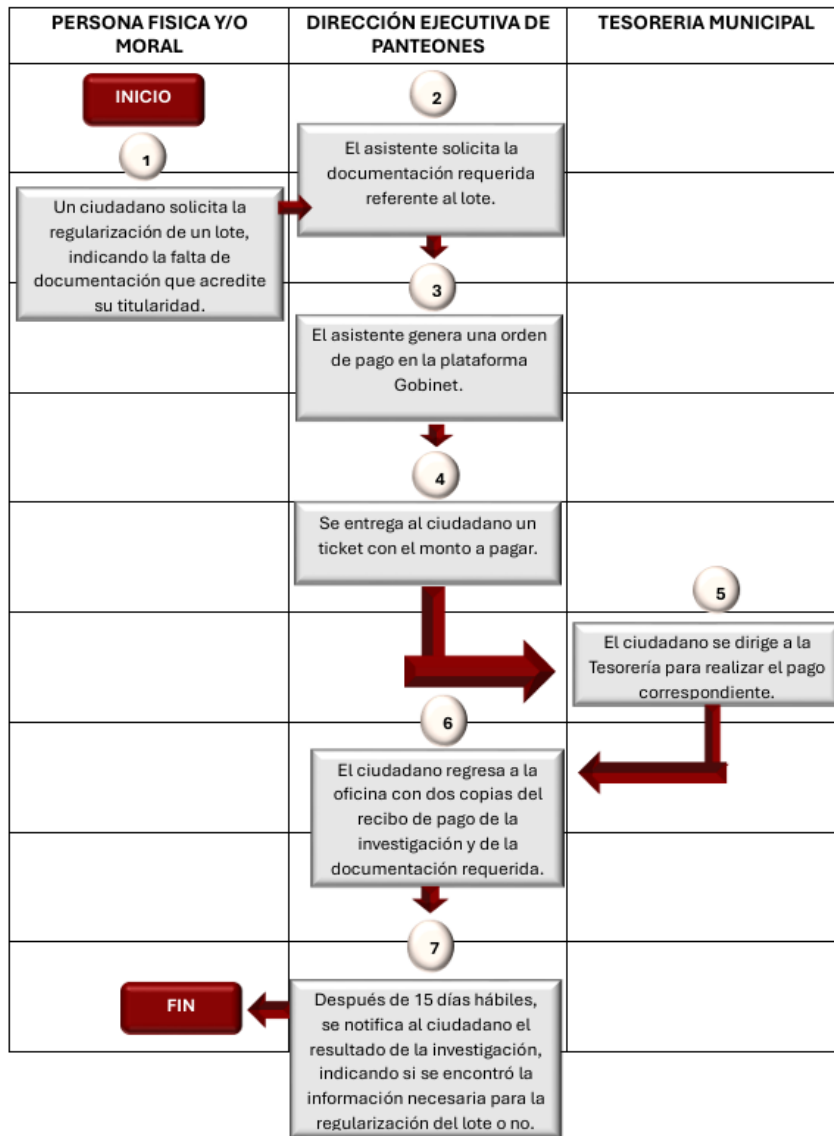 PERSONA FISICA Y/O
MORAL
DIRECCIÓN EJECUTIVA DE
PANTEONES
TESORERIA MUNICIPAL
INICIO
1
Un ciudadano solicita la
regularización de un lote,
indicando la falta de
documentación que acredite
su titularidad.
2
El asistente solicita la
documentación requerida
referente al lote.
3
El asistente genera una orden
de pago en la plataforma
Gobinet.
4
Se entrega al ciudadano un
ticket con el monto a pagar.
5
El ciudadano se dirige a la
Tesorería para realizar el pago
correspondiente.
6
El ciudadano regresa a la
oficina con dos copias del
recibo de pago de la
investigación y de la
documentación requerida.
7
Después de 15 días hábiles,
se notifica al ciudadano el
resultado de la investigación,
indicando si se encontró la
información necesaria para la
regularización del lote o no.
FIN